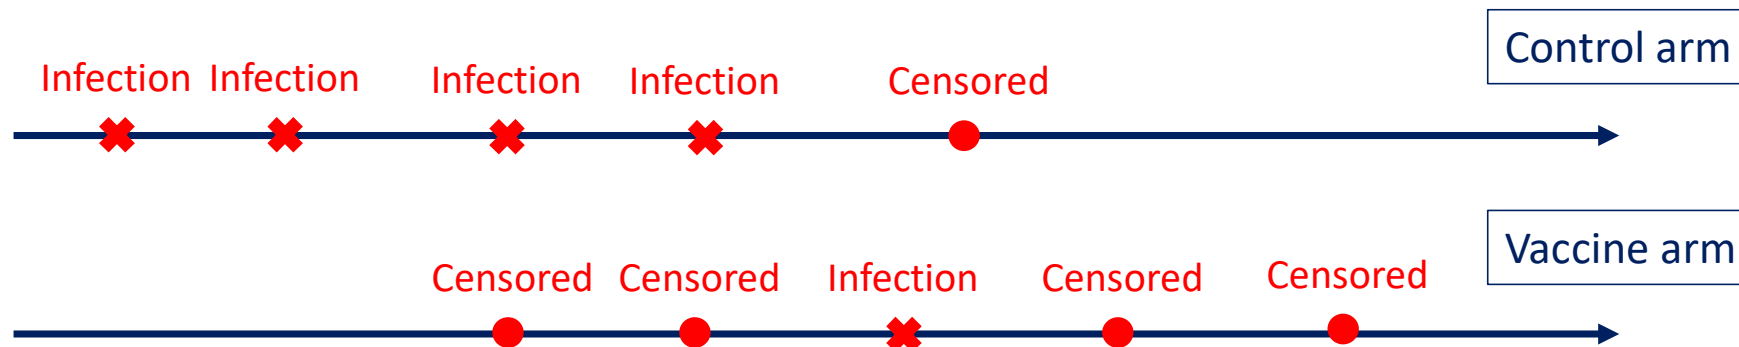 Control arm
Infection Infection Infection Infection Censored
Vaccine arm
Censored Censored Infection Censored Censored